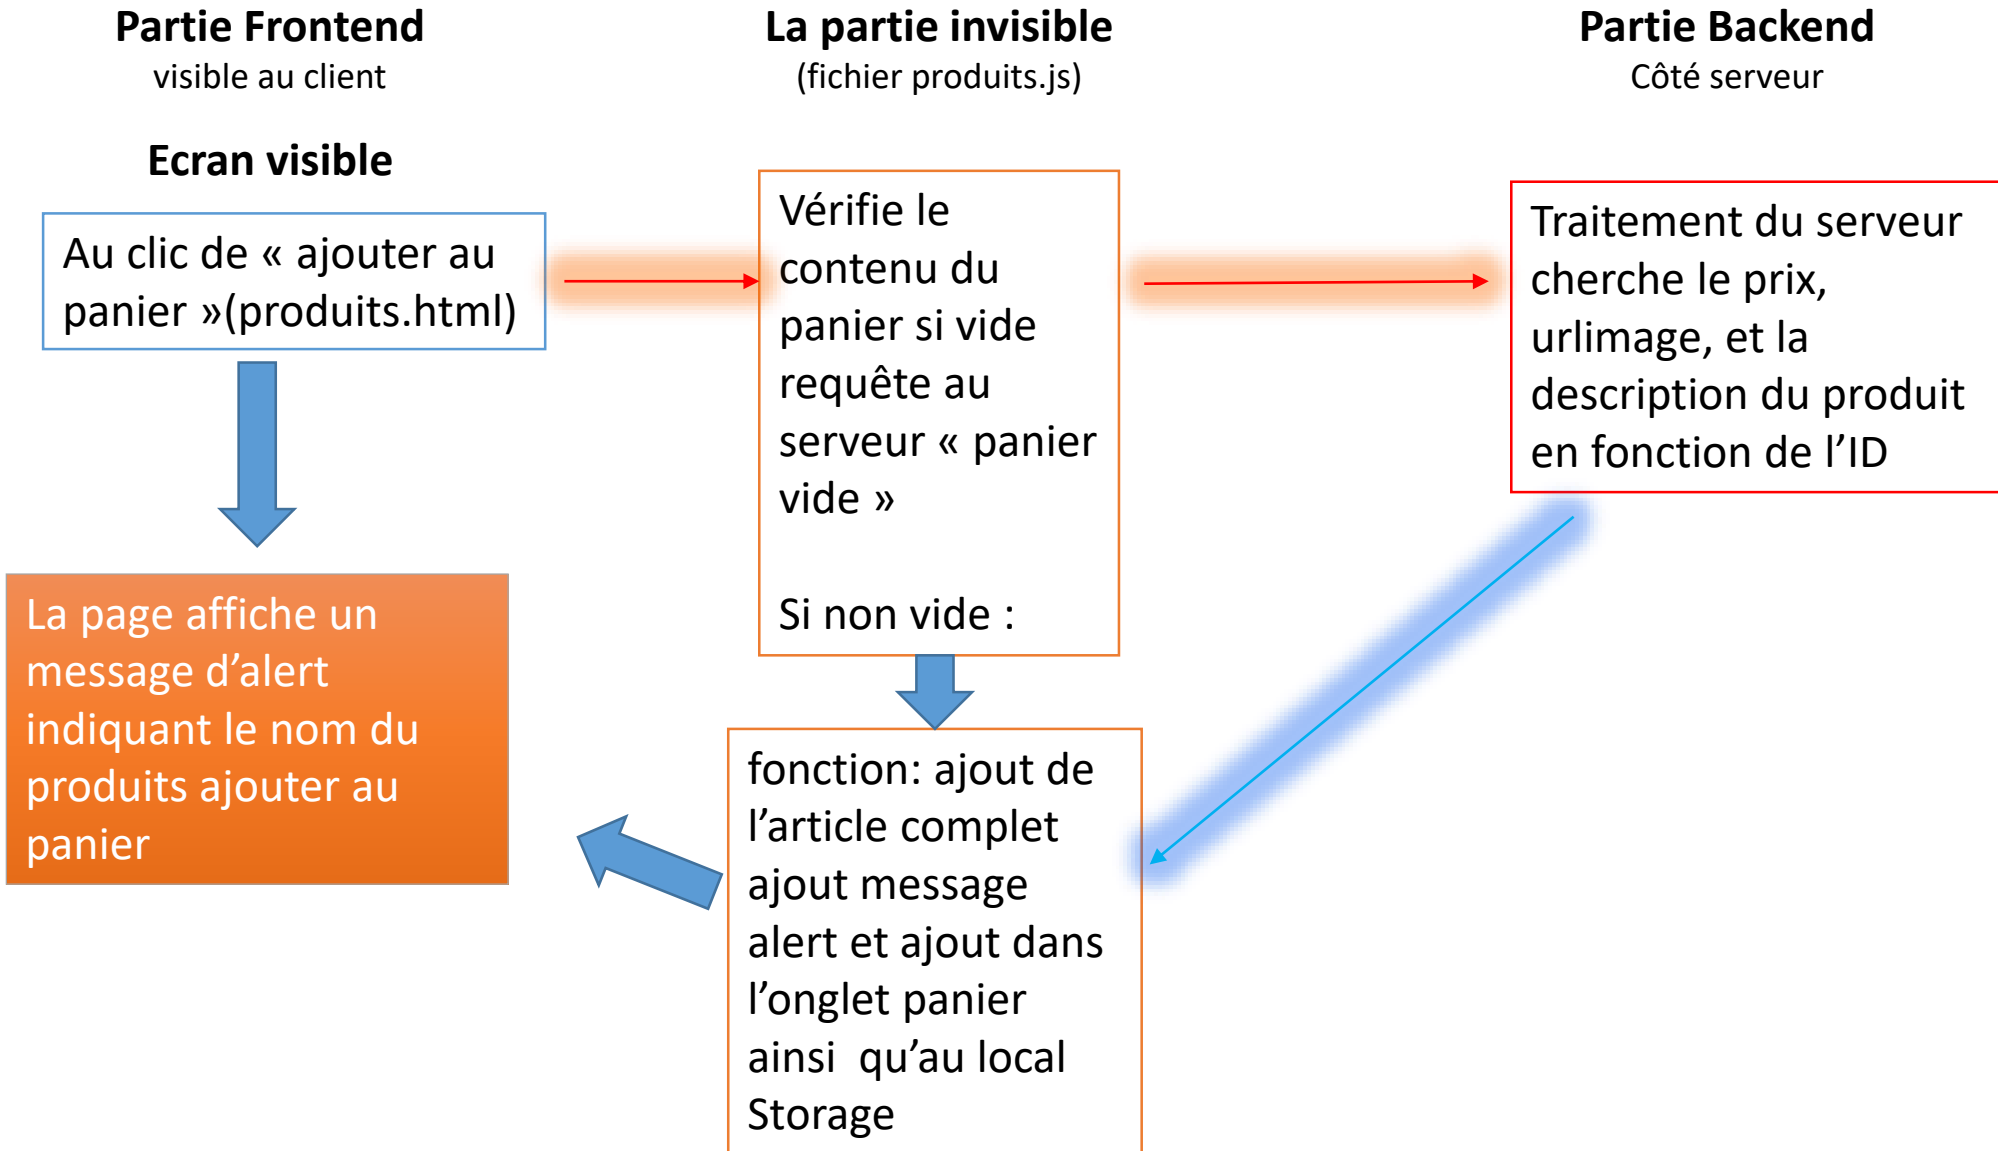 Partie Frontend
visible au client
La partie invisible
(fichier produits.js)
Partie Backend
Côté serveur
Ecran visible
Au clic de « ajouter au
panier »(produits.html)
Vérifie le
contenu du
panier si vide
requête au
serveur « panier
vide »
Si non vide :
Traitement du serveur
cherche le prix,
urlimage, et la
description du produit
en fonction de l’ID
La page affiche un
message d’alert
indiquant le nom du
produits ajouter au
panier
fonction: ajout de
l’article complet
ajout message
alert et ajout dans
l’onglet panier
ainsi  qu’au local
Storage